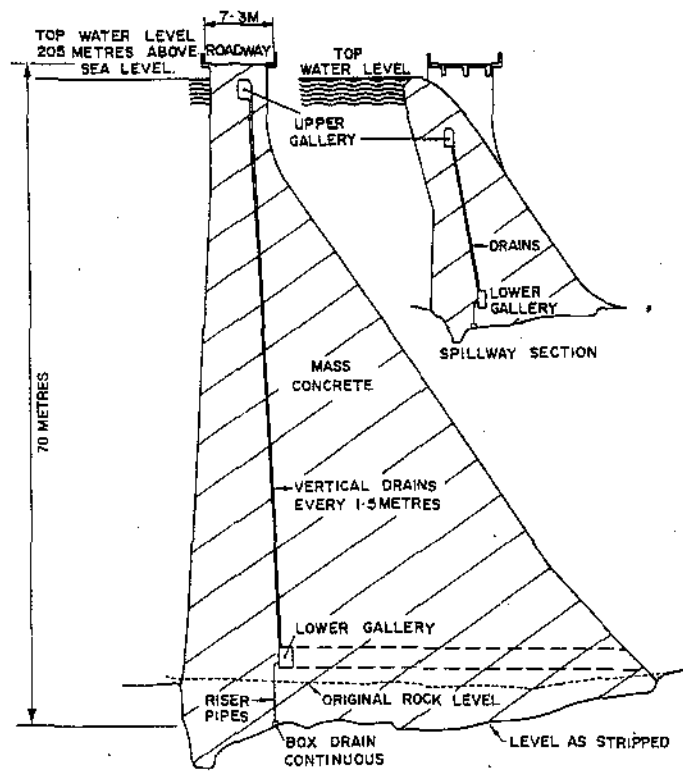 7·3M
TOP WATER LEVEL
205 METRES ABOVE
SEA LEVEL.
ROADWAY
TOP
WATER LEVEL
UPPER
GALLERY
DRAINS
LOWER
GALLERY
SPILLWAY SECTION
MASS
CONCRETE
70 METRES
VERTICAL DRAINS
EVERY 1·5 METRES
LOWER GALLERY
RISER
PIPES
ORIGINAL ROCK LEVEL
BOX DRAIN
CONTINUOUS
LEVEL AS STRIPPED